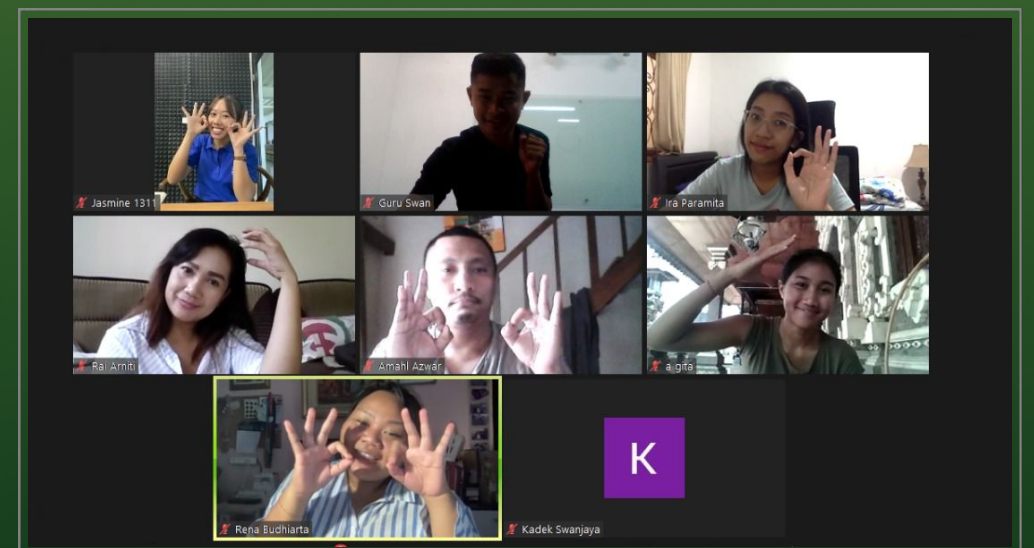 Jasmine 1311
Guru Swan
Ira Paramita
Rai Arniti
Amahl Azwar
a gita
Rena Budhiarta
K
Kadek Swanjaya